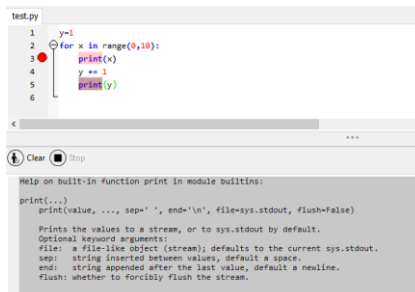 test.py
1 y=1
2 for x in range(0,10):
3 print(x)
4 y += 1
5 print(y)
6
Clear Stop
Help on built-in function print in module builtins:
print(...)
print(value, ..., sep=' ', end='\n', file=sys.stdout, flush=False)
Prints the values to a stream, or to sys.stdout by default.
Optional keyword arguments:
file: a file-like object (stream); defaults to the current sys.stdout.
sep: string inserted between values, default a space.
end: string appended after the last value, default a newline.
flush: whether to forcibly flush the stream.